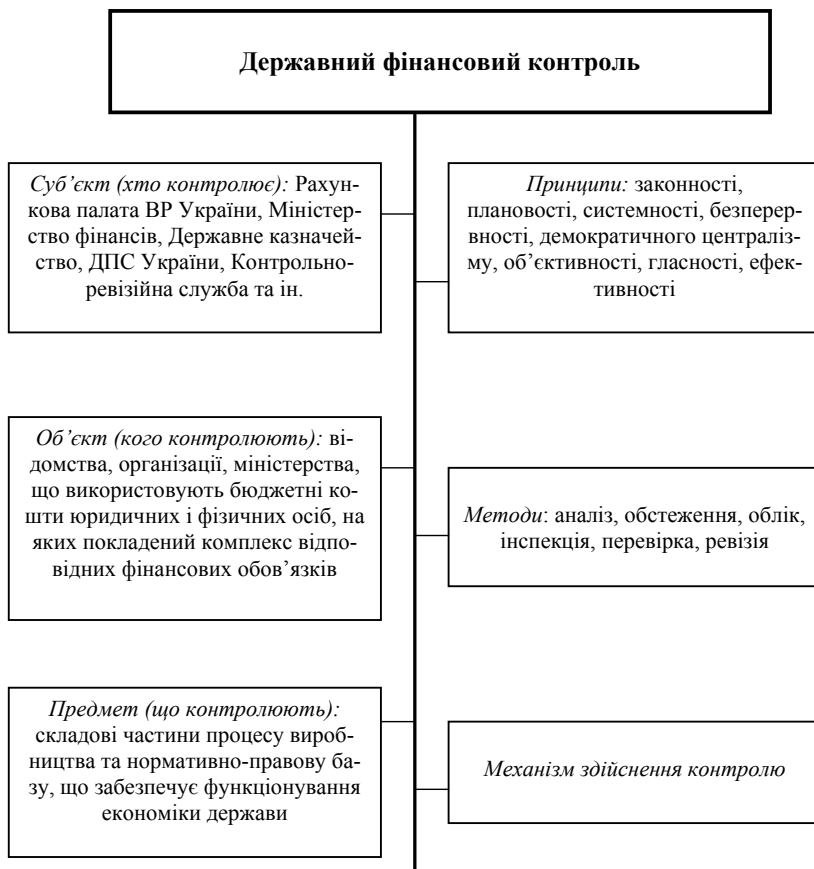 Державний фінансовий контроль
Суб’єкт (хто контролює): Рахун-
кова палата ВР України, Міністер-
ство фінансів, Державне казначей-
ство, ДПС України, Контрольно-
ревізійна служба та ін.
Принципи: законності,
плановості, системності, безперер-
вності, демократичного централіз-
му, об’єктивності, гласності, ефек-
тивності
Об’єкт (кого контролюють): ві-
домства, організації, міністерства,
що використовують бюджетні ко-
шти юридичних і фізичних осіб, на
яких покладений комплекс відпо-
відних фінансових обов’язків
Методи: аналіз, обстеження, облік,
інспекція, перевірка, ревізія
Предмет (що контролюють):
складові частини процесу вироб-
ництва та нормативно-правову ба-
зу, що забезпечує функціонування
економіки держави
Механізм здійснення контролю